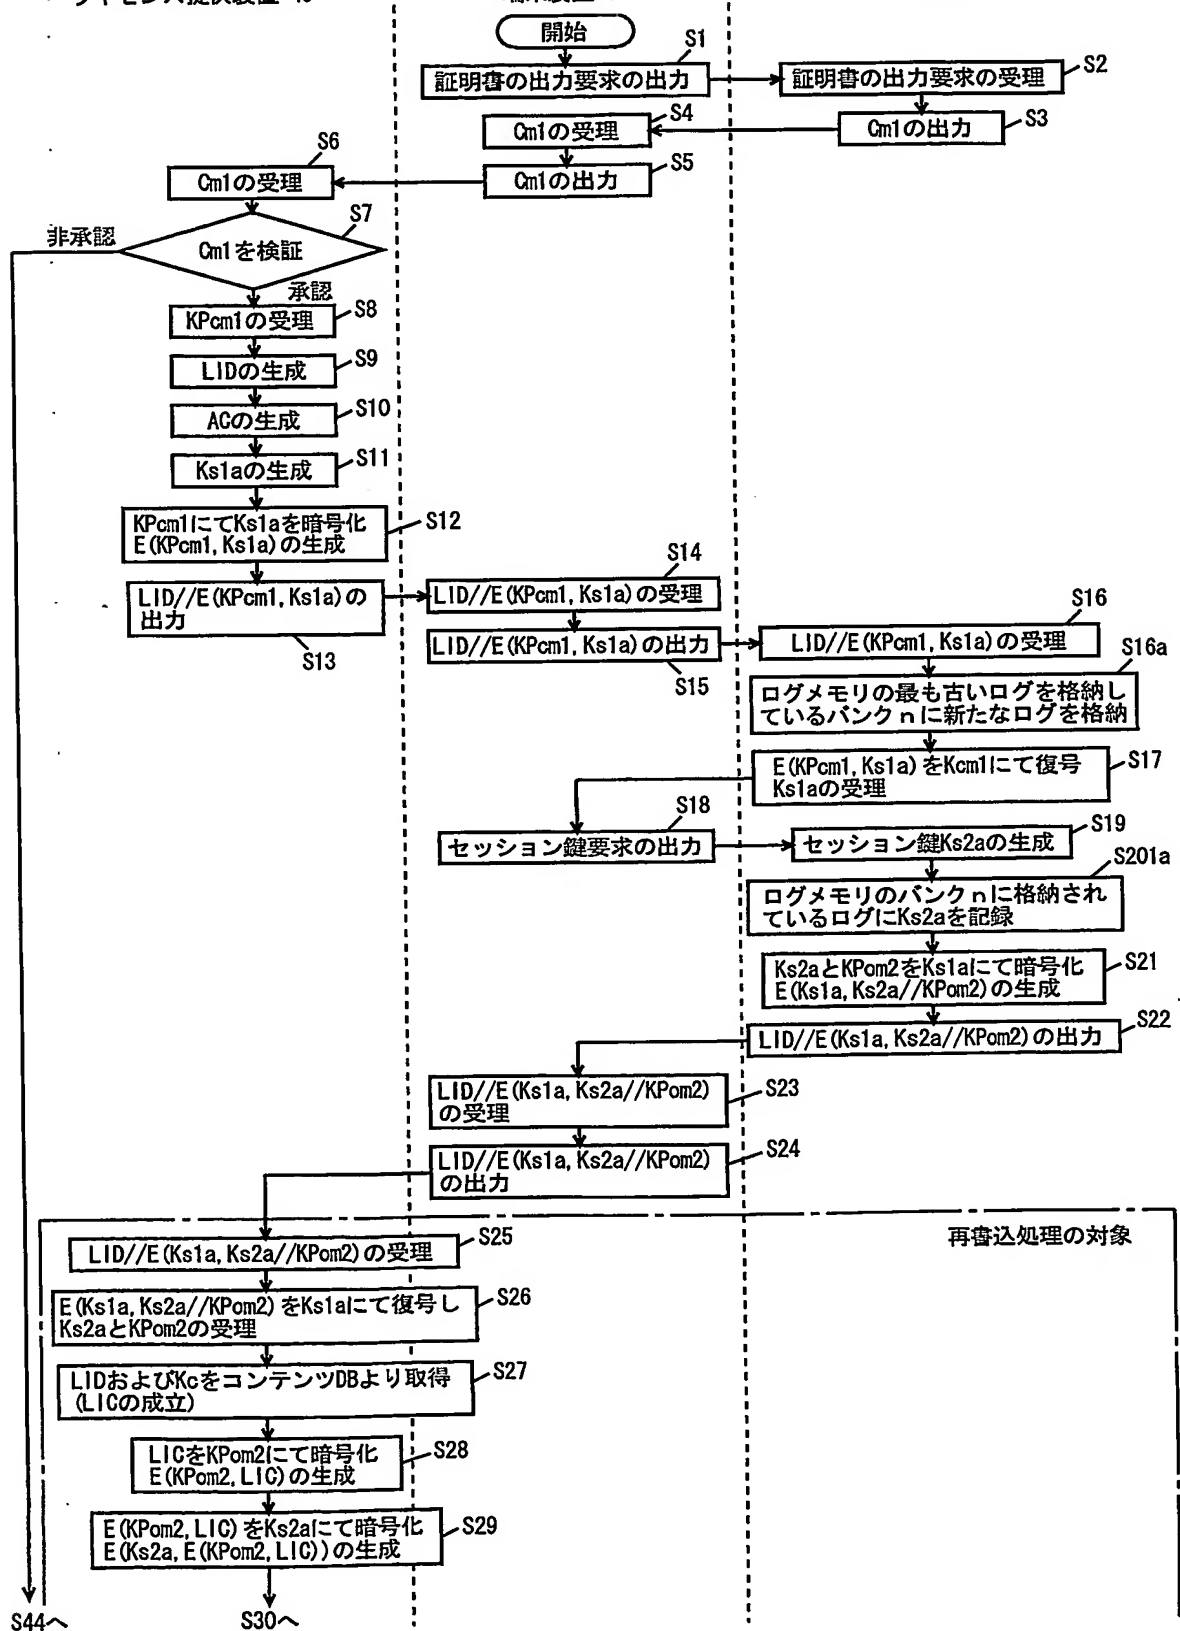 開始
S1
証明書の出力要求の出力
S2
証明書の出力要求の受理
S4
Cm1の受理
S3
Cm1の出力
S6
Cm1の受理
S5
Cm1の出力
S7
非承認
Cm1を検証
承認
S8
KPcm1の受理
S9
LIDの生成
S10
ACの生成
S11
Ks1aの生成
KPcm1にてKs1aを暗号化
E(KPcm1,Ks1a)の生成
S12
LID//E(KPcm1,Ks1a)の
出力
S13
S14
LID//E(KPcm1,Ks1a)の受理
LID//E(KPcm1,Ks1a)の出力
S15
S16
LID//E(KPcm1,Ks1a)の受理
S16a
ログメモリの最も古いログを格納し
ているバンクnに新たなログを格納
E(KPcm1,Ks1a)をKcm1にて復号
Ks1aの受理
S17
S18
セッション鍵要求の出力
S19
セッション鍵Ks2aの生成
S201a
ログメモリのバンクnに格納され
ているログにKs2aを記録
Ks2aとKPom2をKs1aにて暗号化
E(Ks1a,Ks2a//KPom2)の生成
S21
LID//E(Ks1a,Ks2a//KPom2)の出力
S22
LID//E(Ks1a,Ks2a//KPom2)
の受理
S23
LID//E(Ks1a,Ks2a//KPom2)
の出力
S24
再書込処理の対象
LID//E(Ks1a,Ks2a//KPom2)の受理
S25
E(Ks1a,Ks2a//KPom2)をKs1aにて復号し
Ks2aとKPom2の受理
S26
LIDおよびKcをコンテンツDBより取得
(LICの成立)
S27
LICをKPom2にて暗号化
E(KPom2,LIC)の生成
S28
E(KPom2,LIC)をKs2aにて暗号化
E(Ks2a,E(KPom2,LIC))の生成
S29
S44へ
S30へ